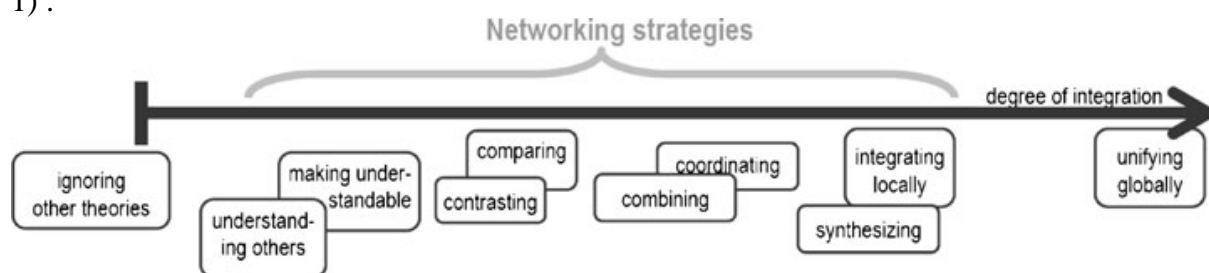 1) .
Networking strategies
degree of integration
ignoring
other theories
understand-
ing others
making under-
standable
comparing
contrasting
coordinating
combining
integrating
locally
synthesizing
unifying
globally